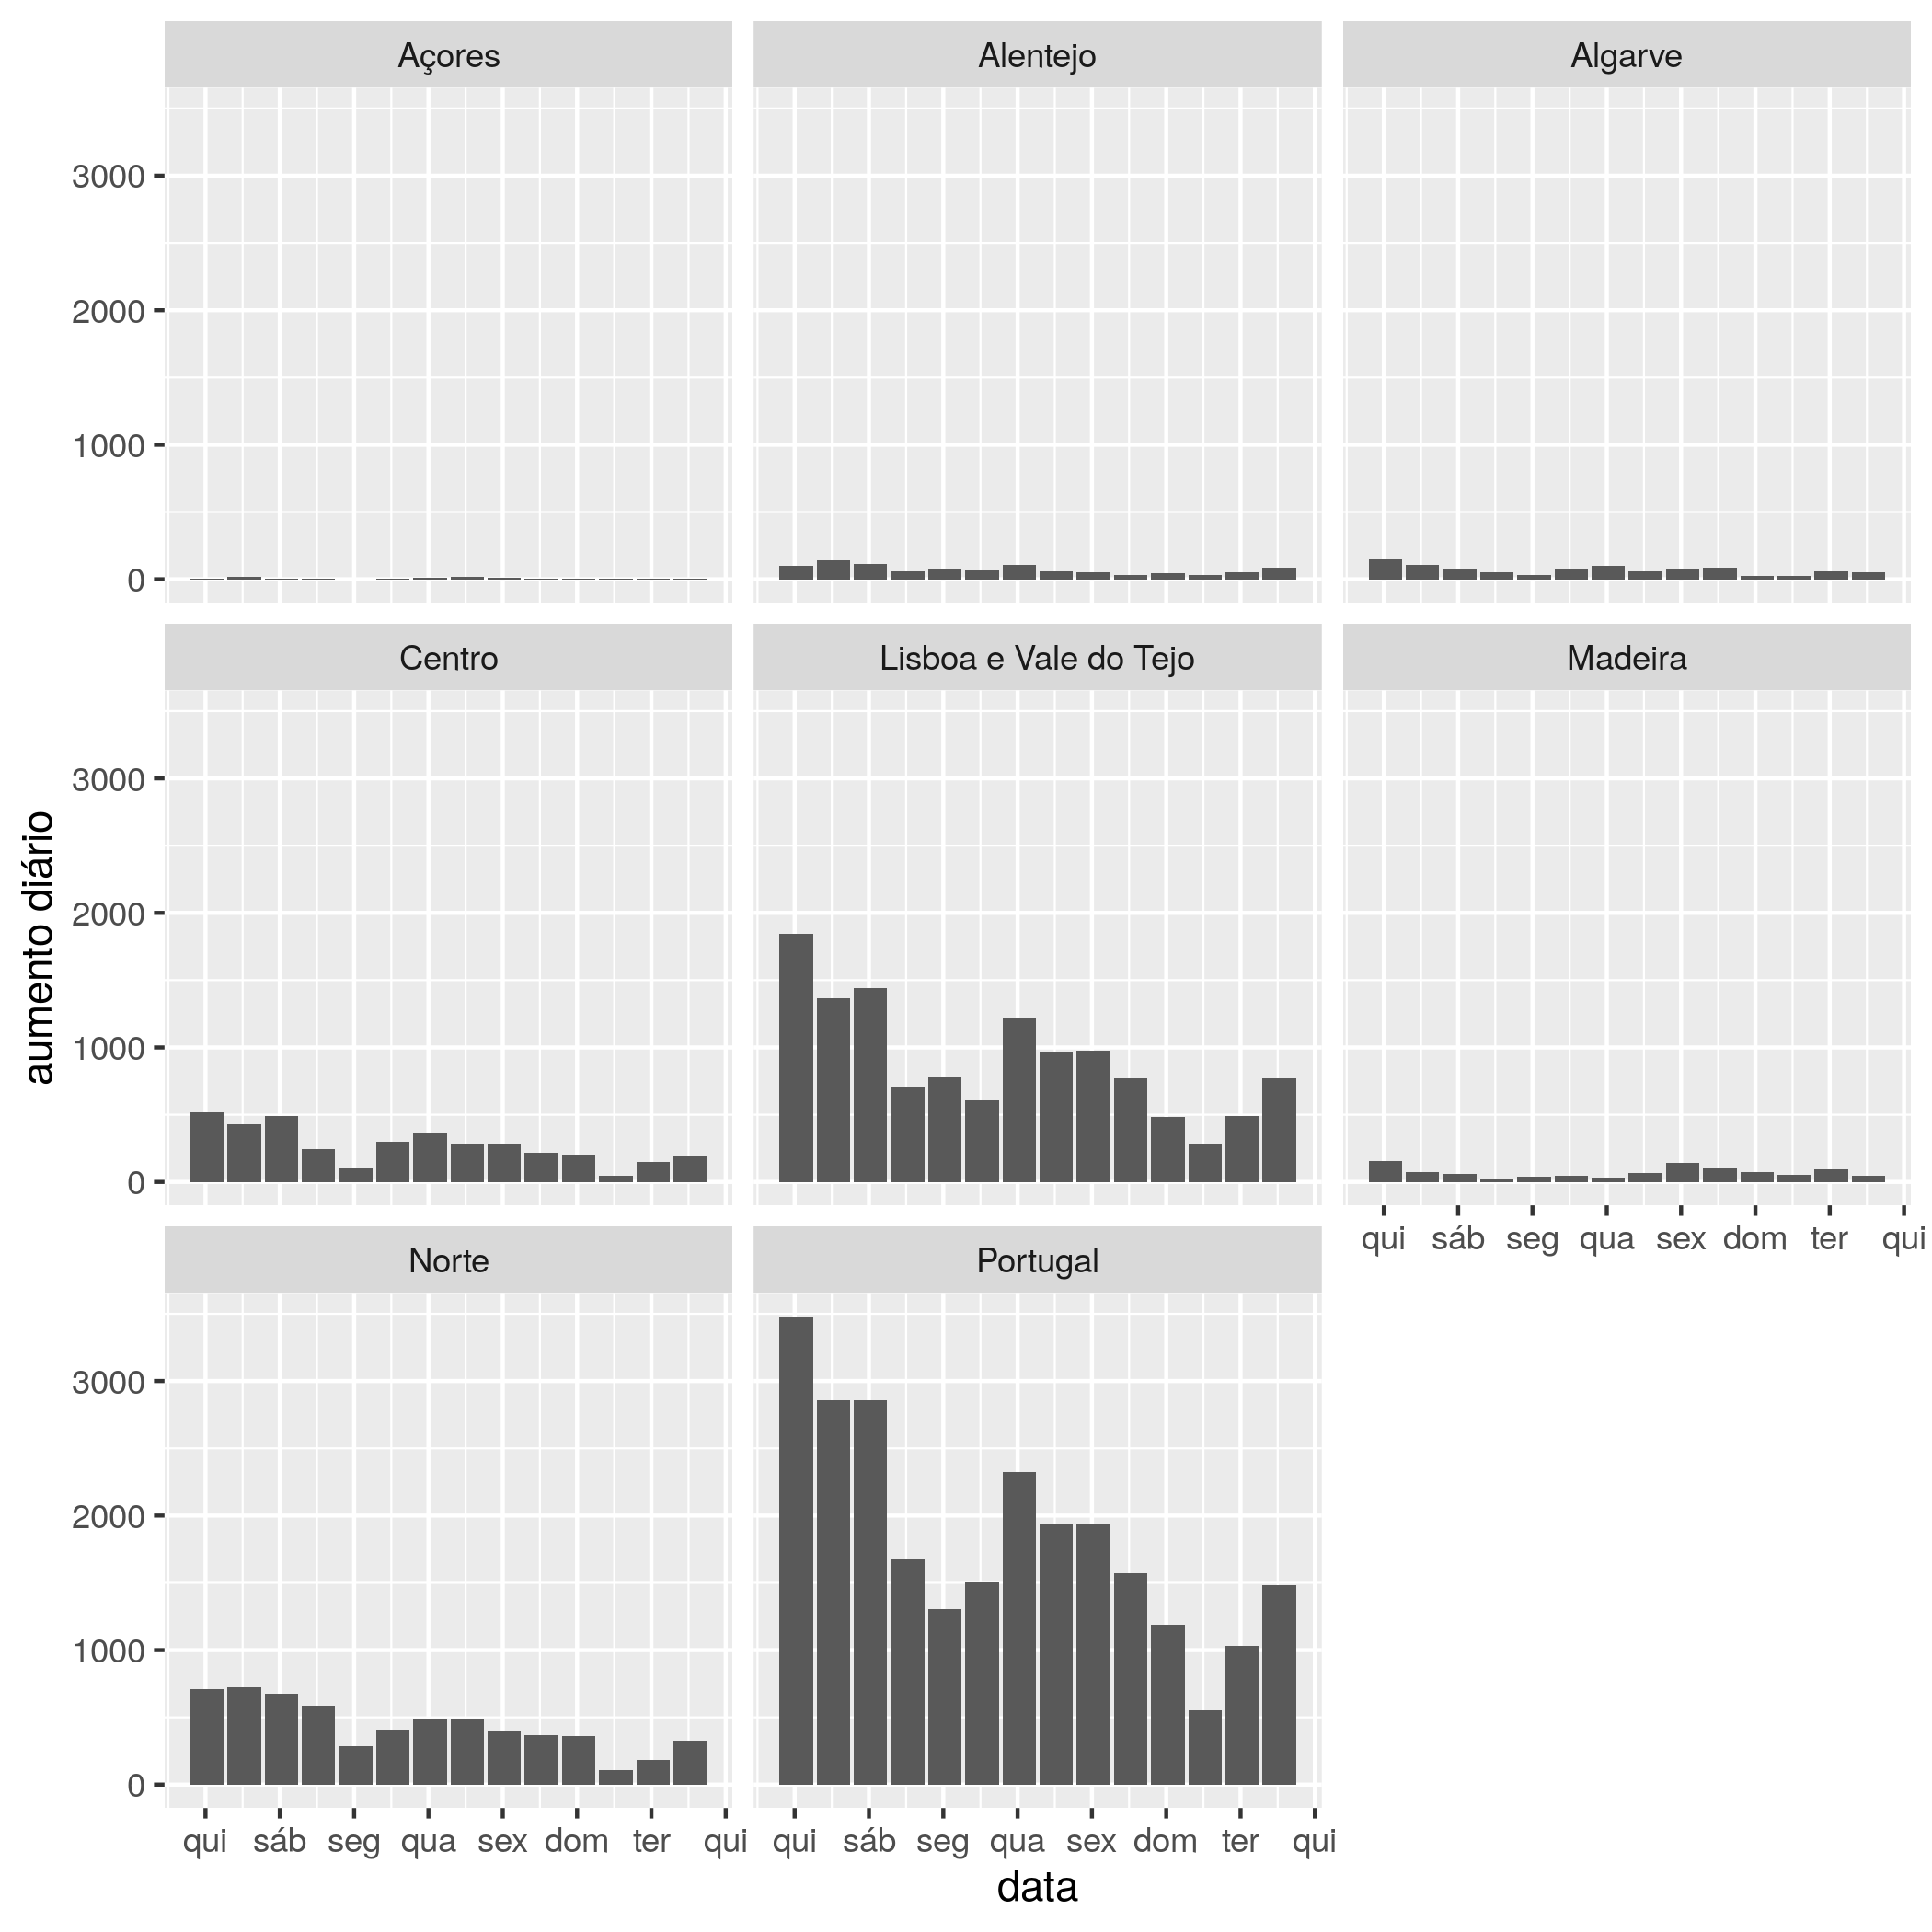 Açores Alentejo Algarve
3000
2000
1000
0
Centro Lisboa e Vale do Tejo Madeira
aumento diário
3000
2000
1000
0
qui sáb seg qua sex dom ter qui
Norte Portugal
3000
2000
1000
0
qui sáb seg qua sex dom ter qui qui sáb seg qua sex dom ter qui
data